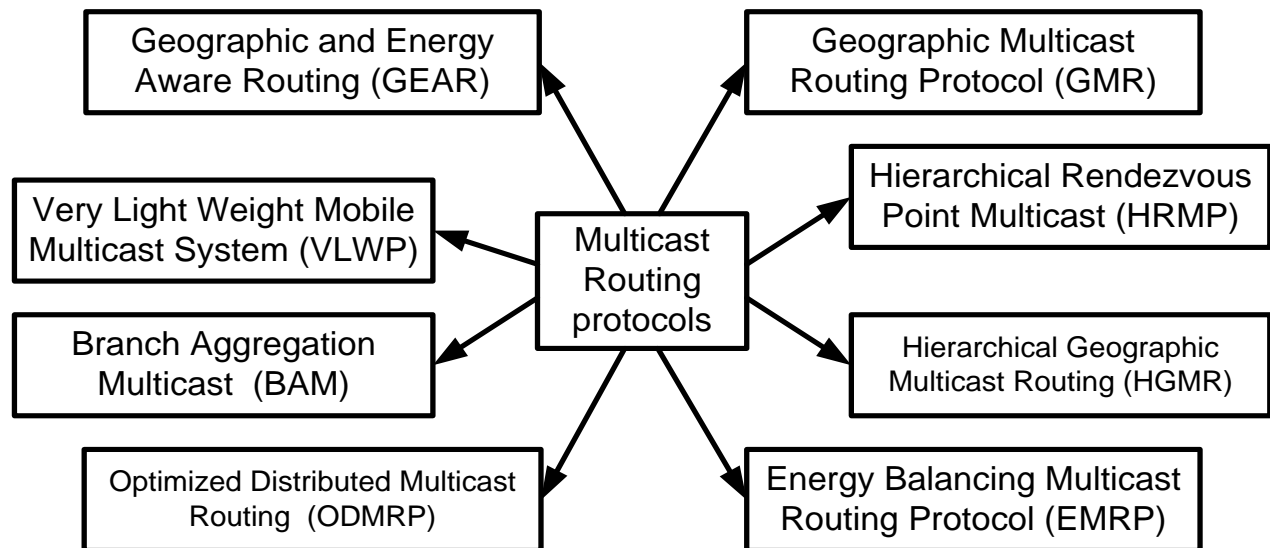 Geographic and Energy
Aware Routing (GEAR)
Geographic Multicast
Routing Protocol (GMR)
Very Light Weight Mobile
Multicast System (VLWP)
Hierarchical Rendezvous
Point Multicast (HRMP)
Multicast
Routing
protocols
Branch Aggregation
Multicast (BAM)
Hierarchical Geographic
Multicast Routing (HGMR)
Optimized Distributed Multicast
Routing (ODMRP)
Energy Balancing Multicast
Routing Protocol (EMRP)